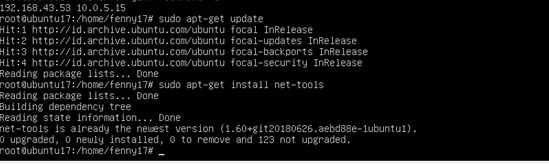 192.168.43.53 10.0.5.15
root@ubuntu17:/home/fenny17# sudo apt-get update
Hit:1 http://id.archive.ubuntu.com/ubuntu focal InRelease
Hit:2 http://id.archive.ubuntu.com/ubuntu focal-updates InRelease
Hit:3 http://id.archive.ubuntu.com/ubuntu focal-backports InRelease
Hit:4 http://id.archive.ubuntu.com/ubuntu focal-security InRelease
Reading package lists... Done
root@ubuntu17:/home/fenny17# sudo apt-get install net-tools
Reading package lists... Done
Building dependency tree
Reading state information... Done
net-tools is already the newest version (1.60+git20180626.aebd88e-1ubuntu1).
0 upgraded, 0 newly installed, 0 to remove and 123 not upgraded.
root@ubuntu17:/home/fenny17# _